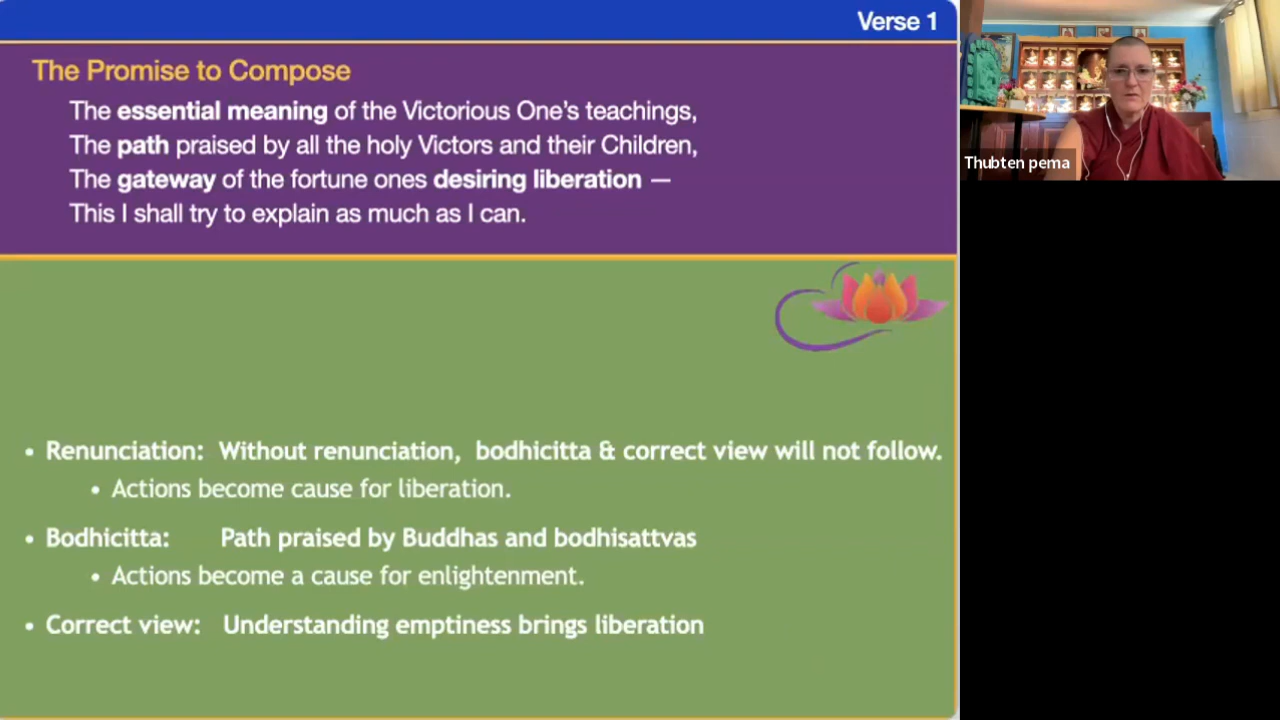 Verse 1
The Promise to Compose
The essential meaning of the Victorious One's teachings,
The path praised by all the holy Victors and their Children,
The gateway of the fortune ones desiring liberation —
This I shall try to explain as much as I can.
• Renunciation: Without renunciation, bodhicitta & correct view will not follow.
• Actions become cause for liberation.
• Bodhicitta: Path praised by Buddhas and bodhisattvas
• Actions become a cause for enlightenment.
• Correct view: Understanding emptiness brings liberation
Thubten pema